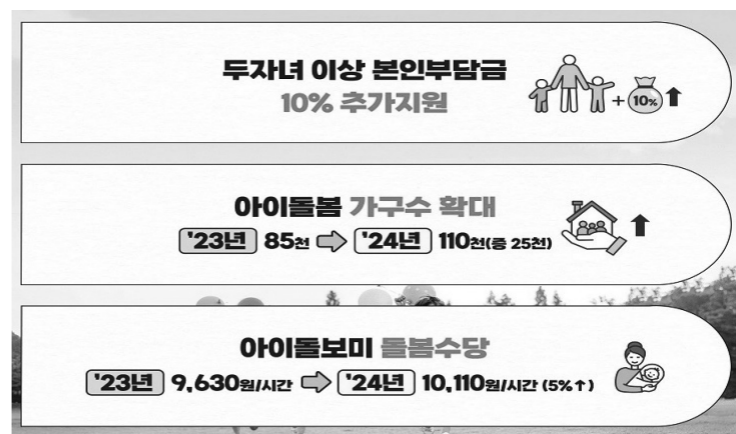 두자녀 이상 본인부담금
10% 추가지원
+ 10%
아이돌봄 가구수 확대
'23년 85천 ⇨ '24년 110천(증 25천)
아이돌보미 돌봄수당
'23년 9,630원/시간 ⇨ '24년 10,110원/시간 (5%↑)